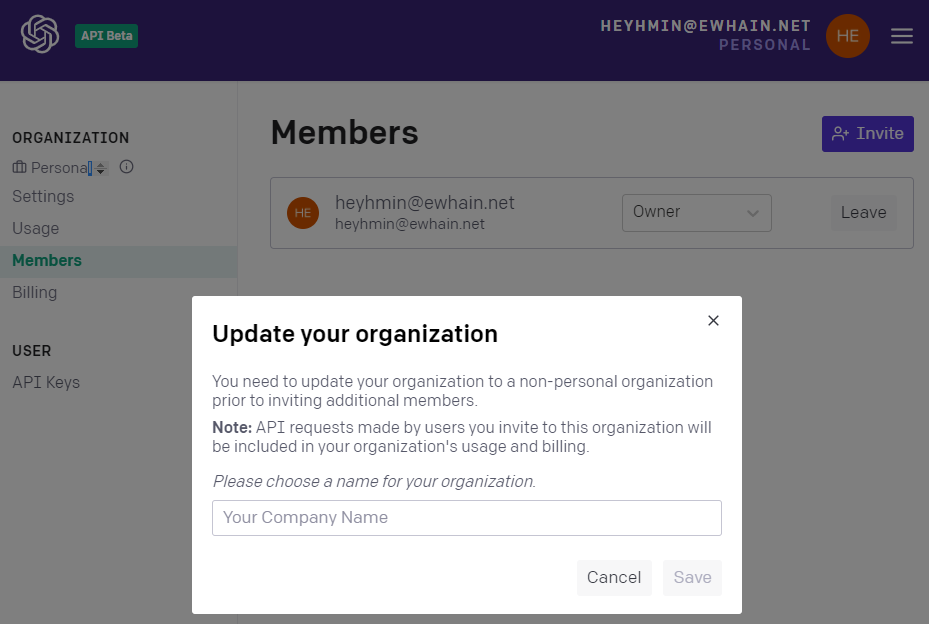 API Beta
HEYHMIN@EWHAIN.NET
PERSONAL
HE
ORGANIZATION
Personal
Settings
Usage
Members
Billing
USER
API Keys
Members
Invite
HE
heyhmin@ewhain.net
heyhmin@ewhain.net
Owner
Leave
Update your organization
You need to update your organization to a non-personal organization
prior to inviting additional members.
Note: API requests made by users you invite to this organization will
be included in your organization's usage and billing.
Please choose a name for your organization.
Your Company Name
Cancel
Save